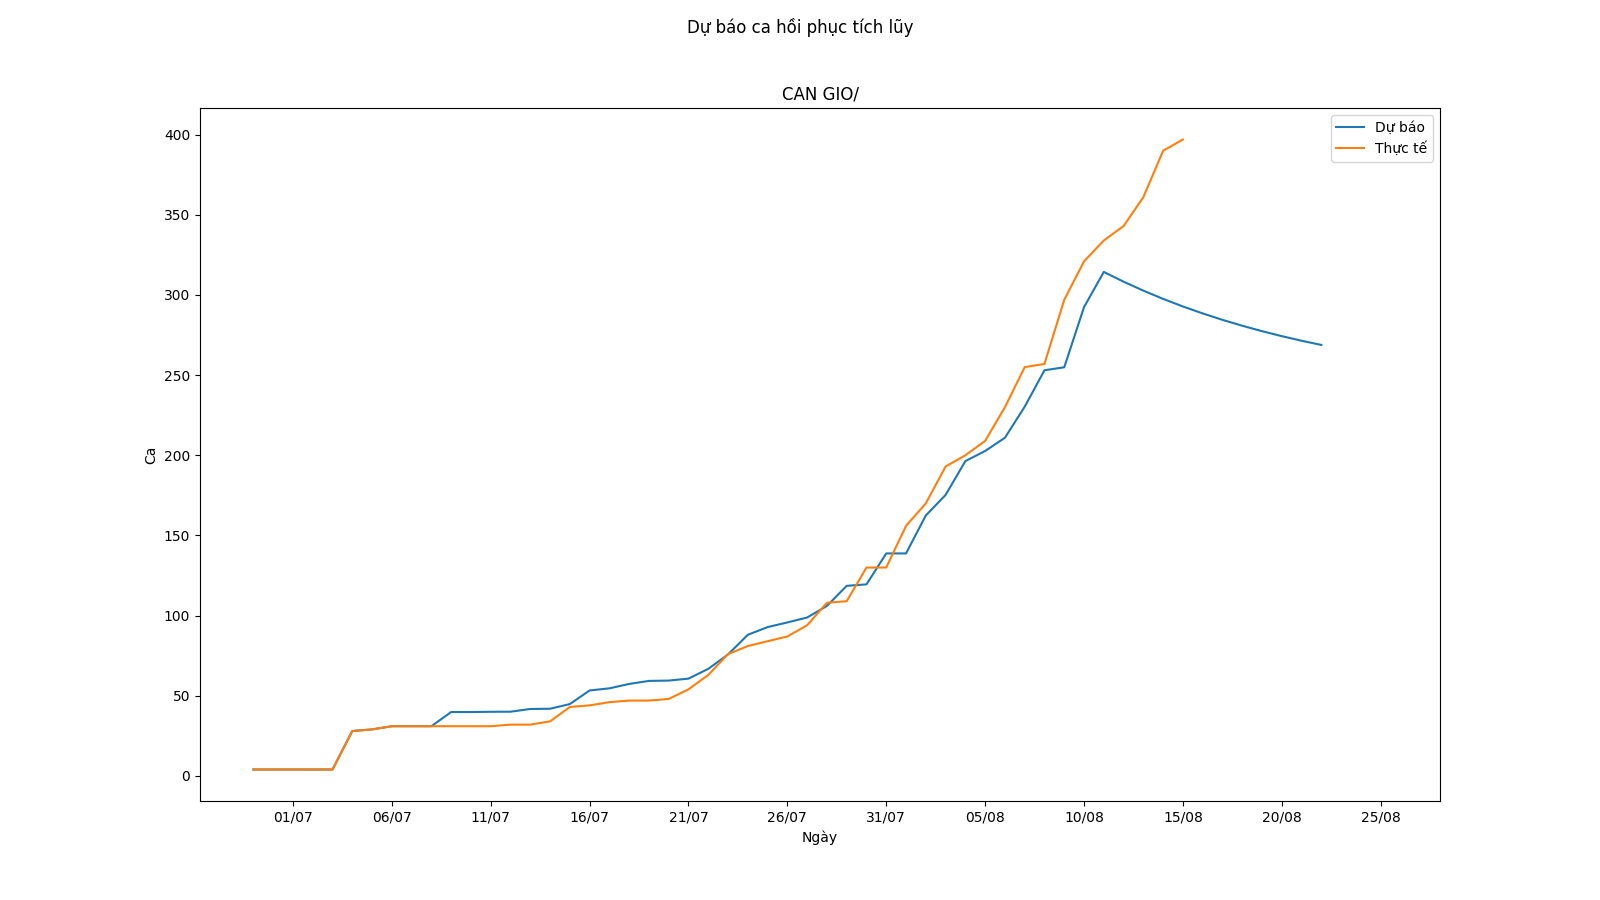 Dự báo ca hồi phục tích lũy
CAN GIO/
Dự báo
Thực tế
Ca
400
350
300
250
200
150
100
50
0
01/07 06/07 11/07 16/07 21/07 26/07 31/07 05/08 10/08 15/08 20/08 25/08
Ngày